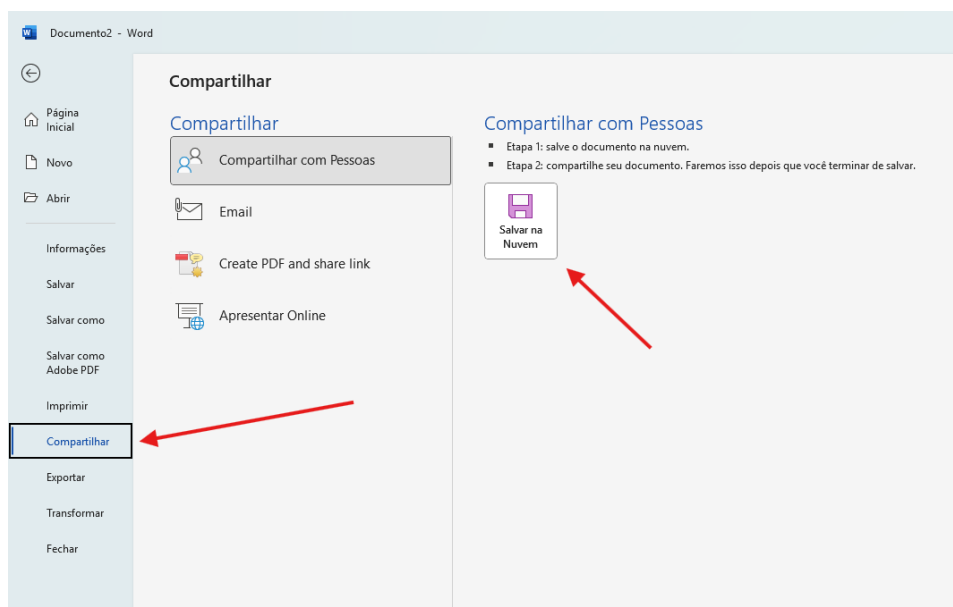 Documento2 - Word
Compartilhar
Página
Inicial
Novo
Abrir
Informações
Salvar
Salvar como
Salvar como
Adobe PDF
Imprimir
Compartilhar
Exportar
Transformar
Fechar
Compartilhar
Compartilhar com Pessoas
Email
Create PDF and share link
Apresentar Online
Compartilhar com Pessoas
Etapa 1: salve o documento na nuvem.
Etapa 2: compartilhe seu documento. Faremos isso depois que você terminar de salvar.
Salvar na
Nuvem